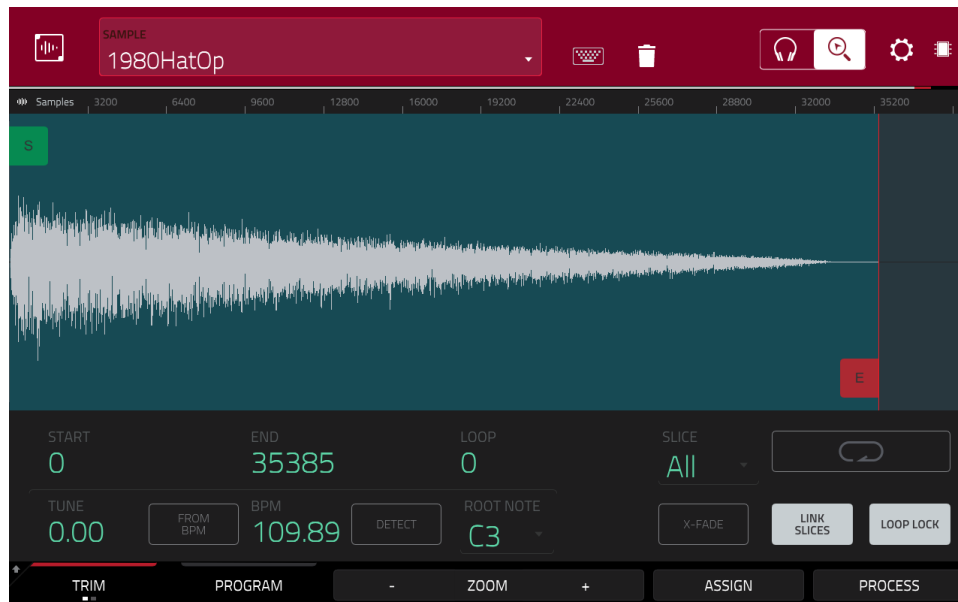 SAMPLE
1980HatOp
Samples 3200 6400 9600 12800 16000 19200 22400 25600 28800 32000 35200
S
E
START END LOOP SLICE
0 35385 0 All
TUNE BPM ROOT NOTE
0.00 FROM BPM 109.89 DETECT C3 X-FADE LINK SLICES LOOP LOCK
TRIM PROGRAM - ZOOM + ASSIGN PROCESS